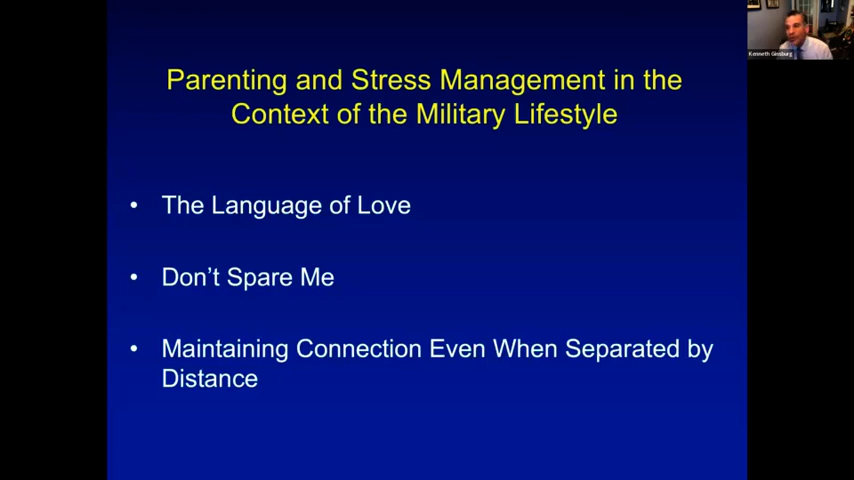 Parenting and Stress Management in the
Context of the Military Lifestyle
• The Language of Love
• Don't Spare Me
• Maintaining Connection Even When Separated by
Distance
Kenneth Ginsburg